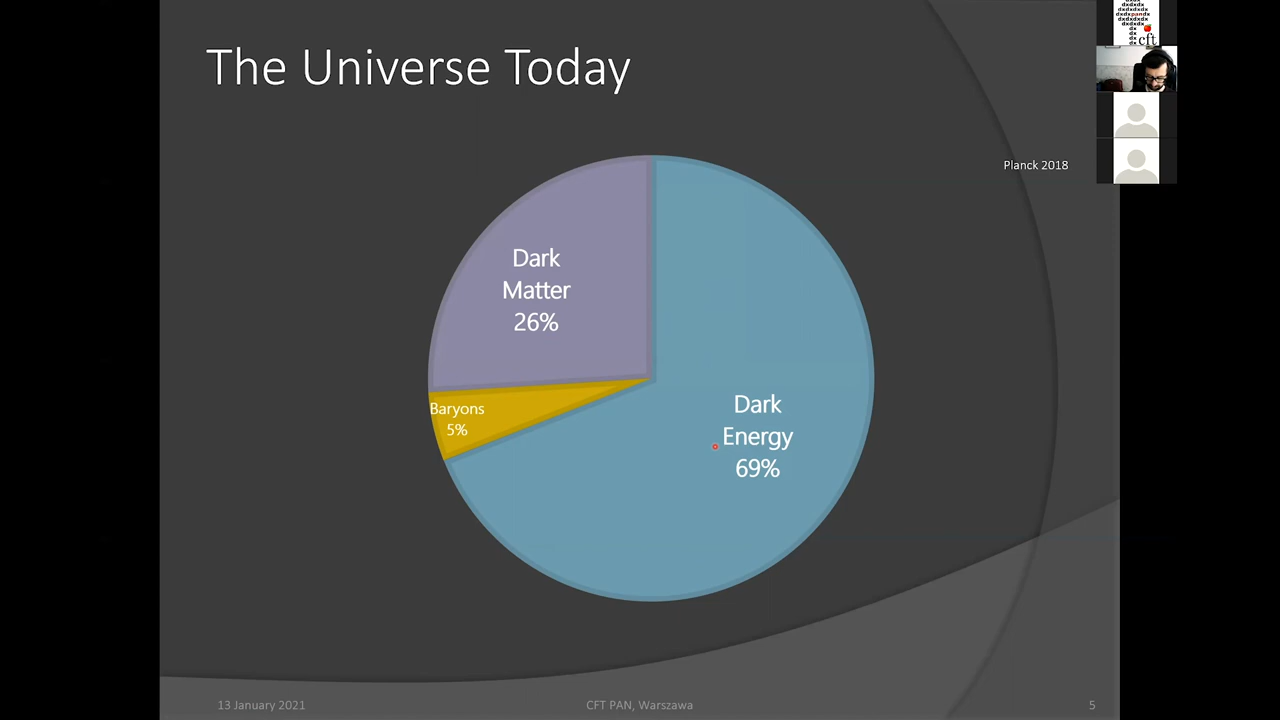 The Universe Today
Planck 2018
Dark
Matter
26%
Baryons
5%
Dark
Energy
69%
13 January 2021
CFT PAN, Warszawa
5
cft